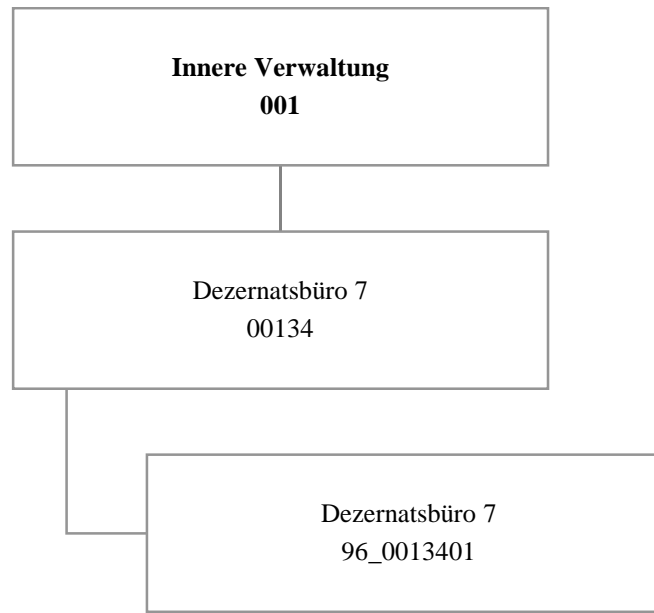 Innere Verwaltung
001
Dezernatsbüro 7
00134
Dezernatsbüro 7
96_0013401